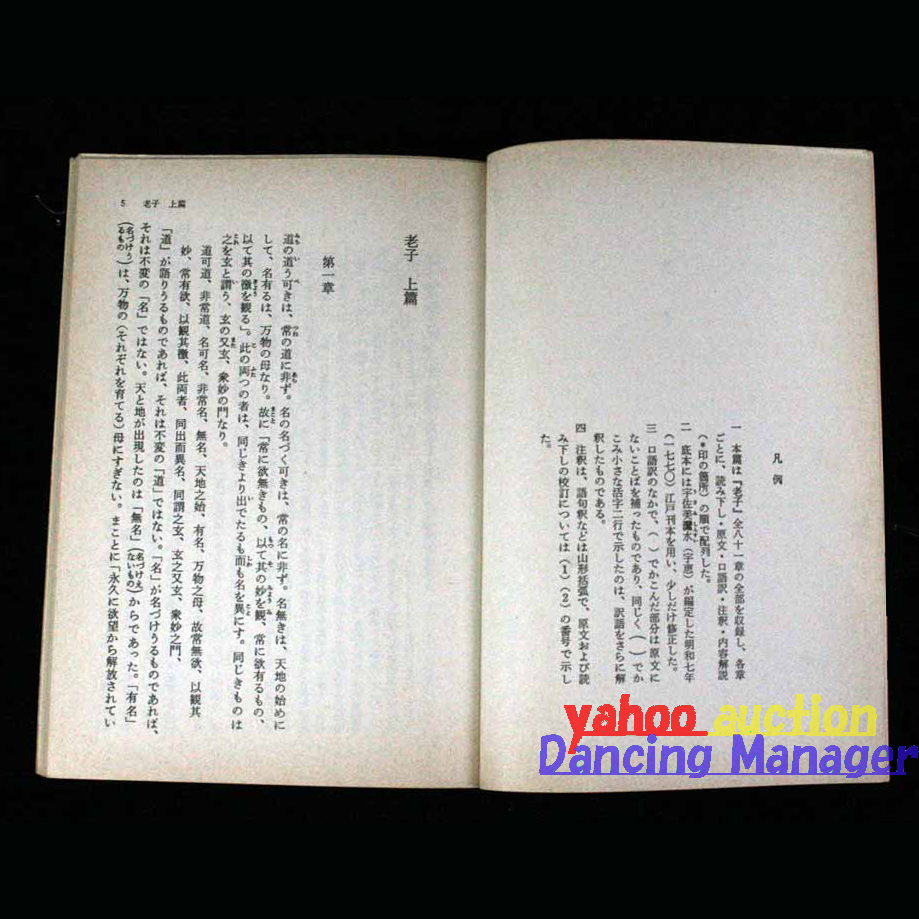 凡例
一 本篇は『老子』全八十一章の全部を収録し、各章
ごとに、読み下し・原文・口語訳・注釈・内容解説
(*印の箇所)の順で配列した。
二 底本には宇佐美灊水(宇恵)が編定した明和七年
(一七七〇)江戸刊本を用い、少しだけ修正した。
三 口語訳のなかで、( )でかこんだ部分は原文に
ないことばを補ったものであり、同じく( )でか
こみ小さな活字二行で示したのは、訳語をさらに解
釈したものである。
四 注釈は、語句釈などは山形括弧で、原文および読
み下しの校訂については(1)(2)の番号で示し
た。
5 老子 上篇
老子 上篇
第一章
道の道う可きは、常の道に非ず。名の名づく可きは、常の名に非ず。名無きは、天地の始めに
して、名有るは、万物の母なり。故に「常に欲無きもの、以て其の妙を観、常に欲有るもの、
以て其の徼を観る」。此の両つの者は、同じきより出でたるも而も名を異にす。同じきものは
之を玄と謂う、玄の又玄、衆妙の門なり。
道可道、非常道、名可名、非常名、無名、天地之始、有名、万物之母、故常無欲、以観其
妙、常有欲、以観其徼、此両者、同出而異名、同謂之玄、玄之又玄、衆妙之門、
「道」が語りうるものであれば、それは不変の「道」ではない。「名」が名づけうるものであれば、
それは不変の「名」ではない。天と地が出現したのは「無名」(名づけえないもの)からであった。「有名」
(名づけうるもの)は、万物の(それぞれを育てる)母にすぎない。まことに「永久に欲望から解放されてい
yahoo auction
Dancing Manager